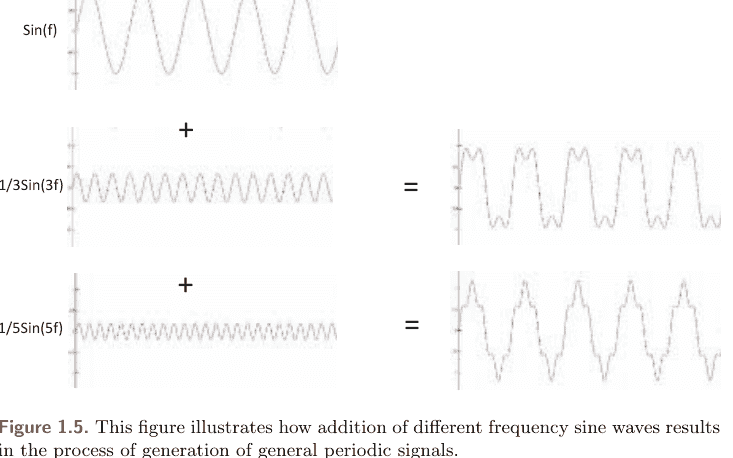 Sin(f)
+
1/3Sin(3f)
=
+
1/5Sin(5f)
=
Figure 1.5. This figure illustrates how addition of different frequency sine waves results
in the process of generation of general periodic signals.